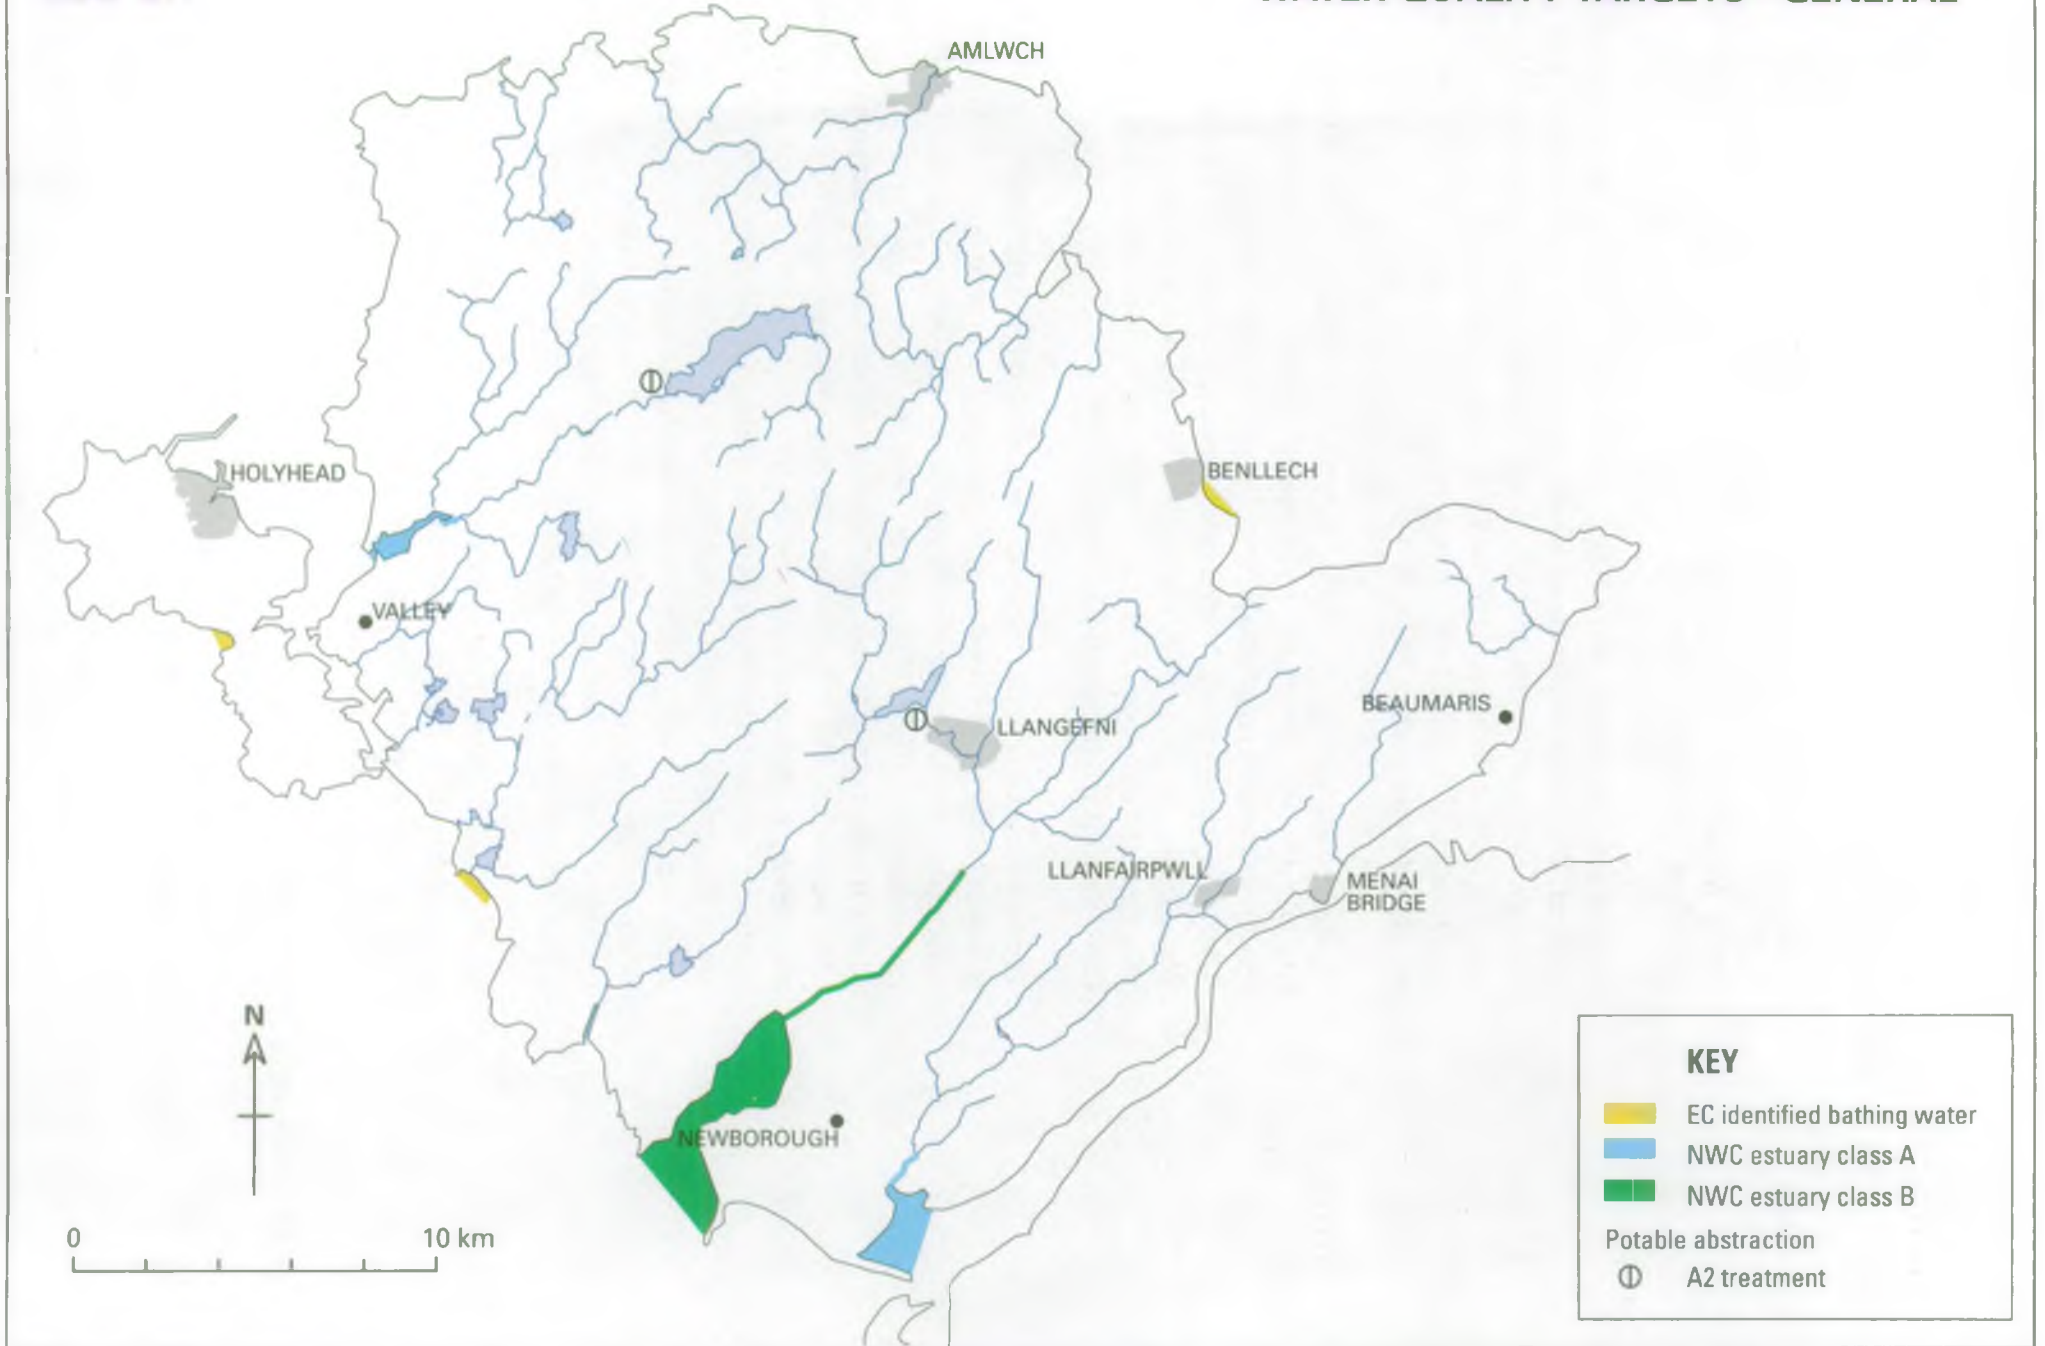 AMLWCH
HOLYHEAD
BENLLECH
VALLEY
BEAUMARIS
LLANGEFNI
LLANFAIRPWLL
MENAI
BRIDGE
N
NEWBOROUGH
0 10 km
KEY
EC identified bathing water
NWC estuary class A
NWC estuary class B
Potable abstraction
A2 treatment